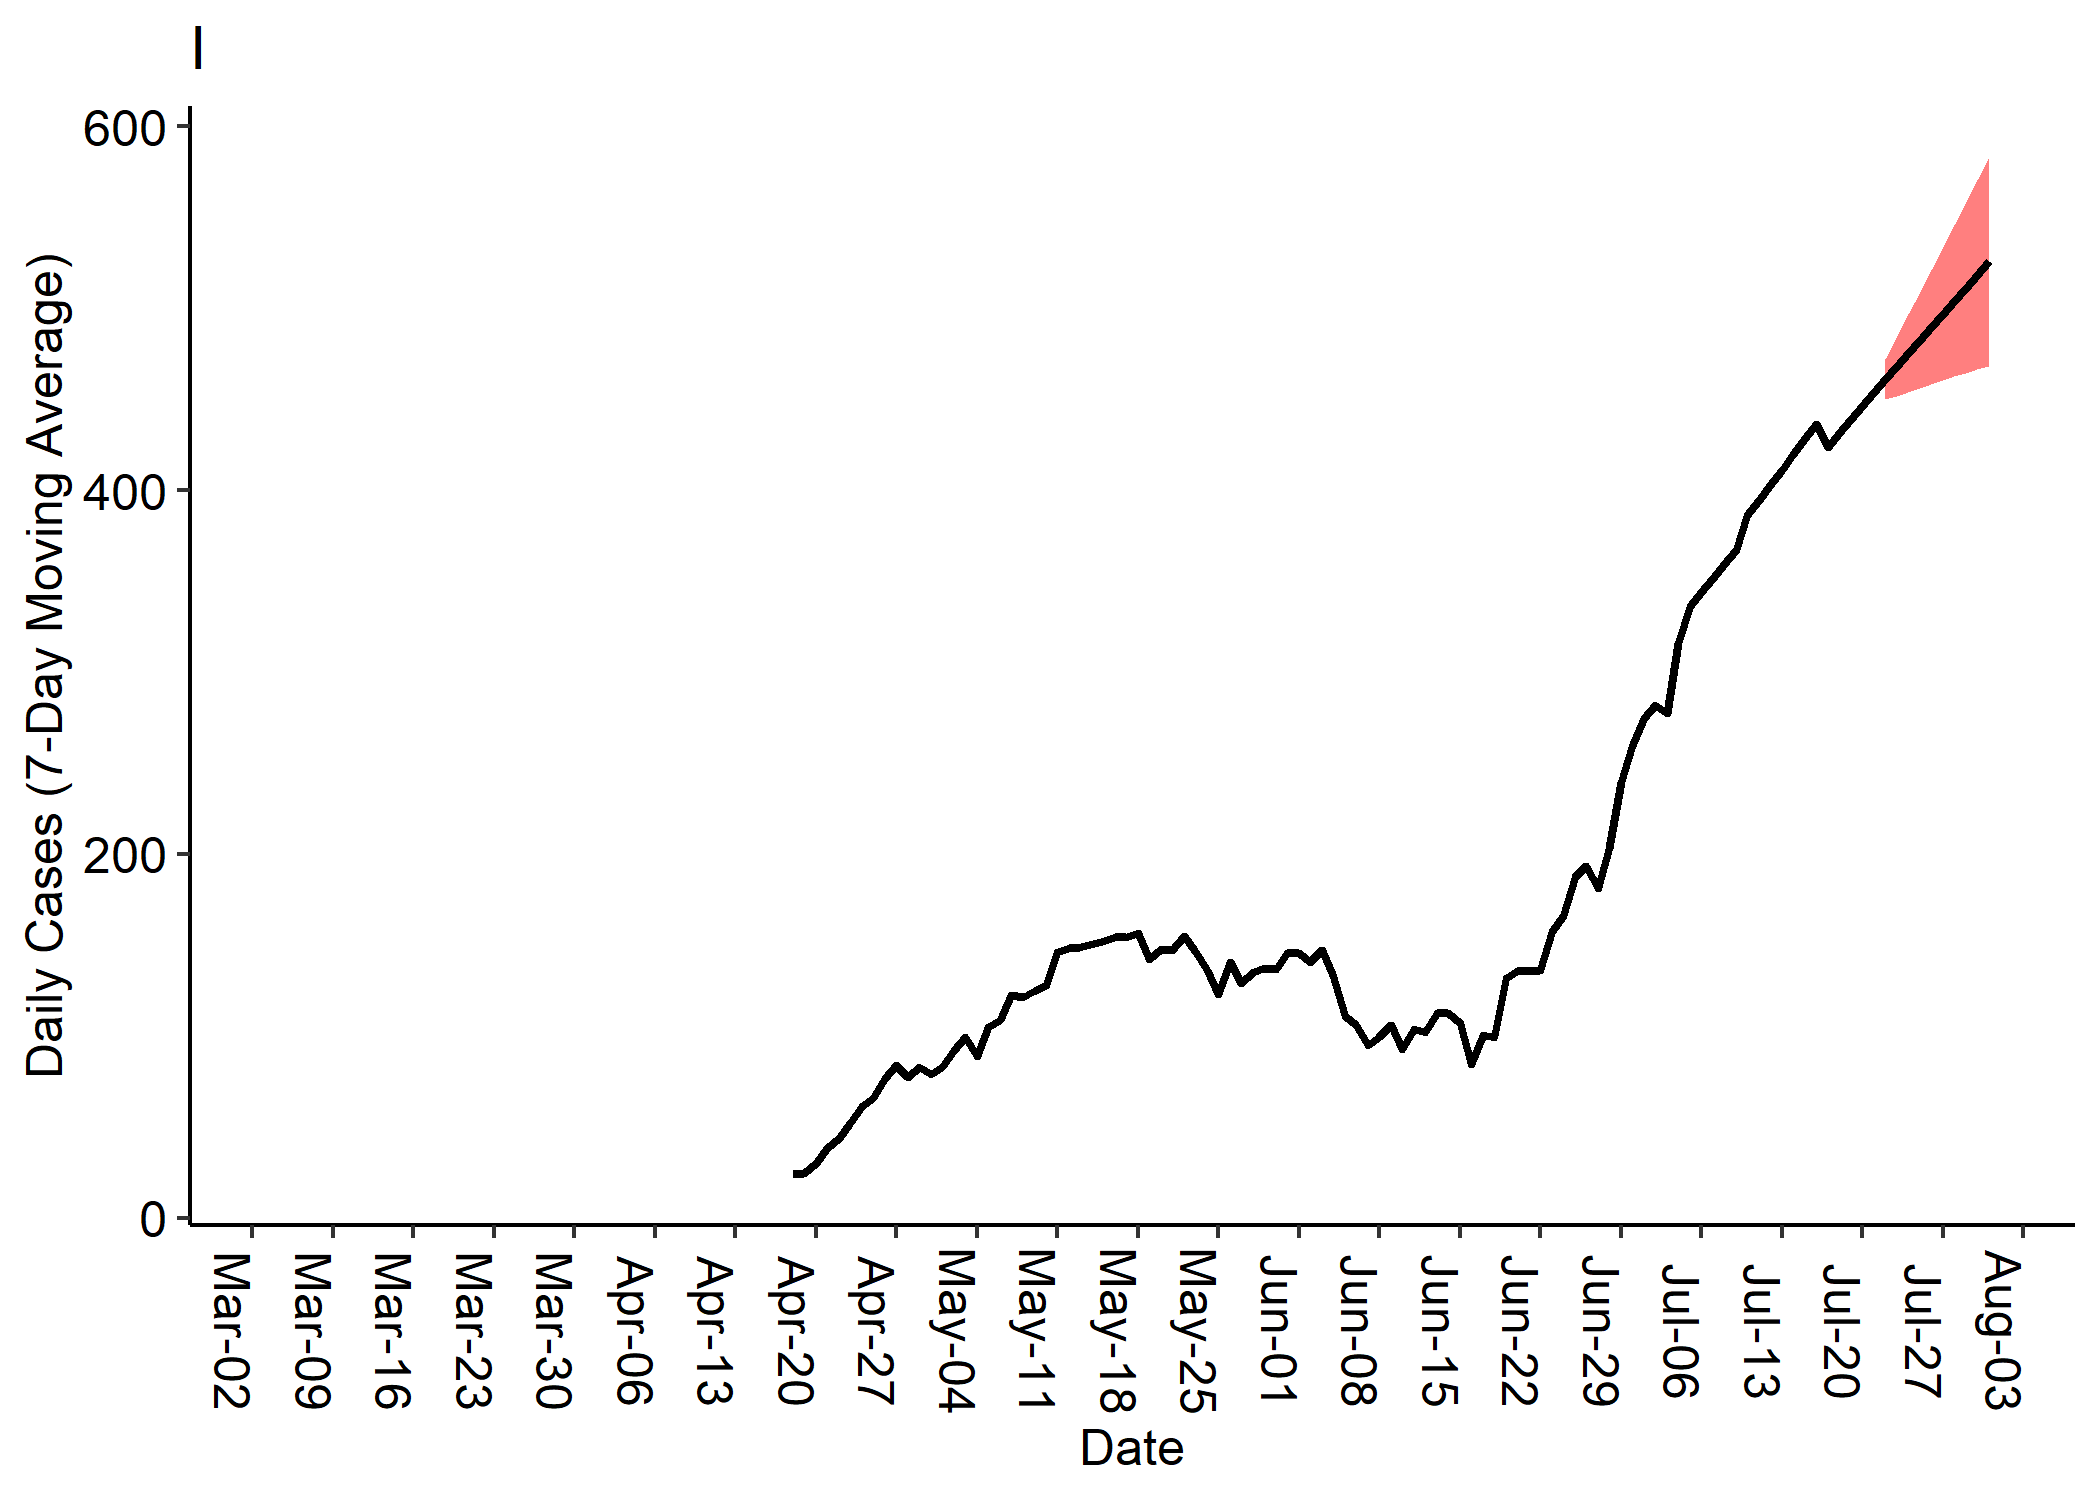 I
600
400
200
0
Daily Cases (7-Day Moving Average)
Mar-02
Mar-09
Mar-16
Mar-23
Mar-30
Apr-06
Apr-13
Apr-20
Apr-27
May-04
May-11
May-18
May-25
Jun-01
Jun-08
Jun-15
Jun-22
Jun-29
Jul-06
Jul-13
Jul-20
Jul-27
Aug-03
Date